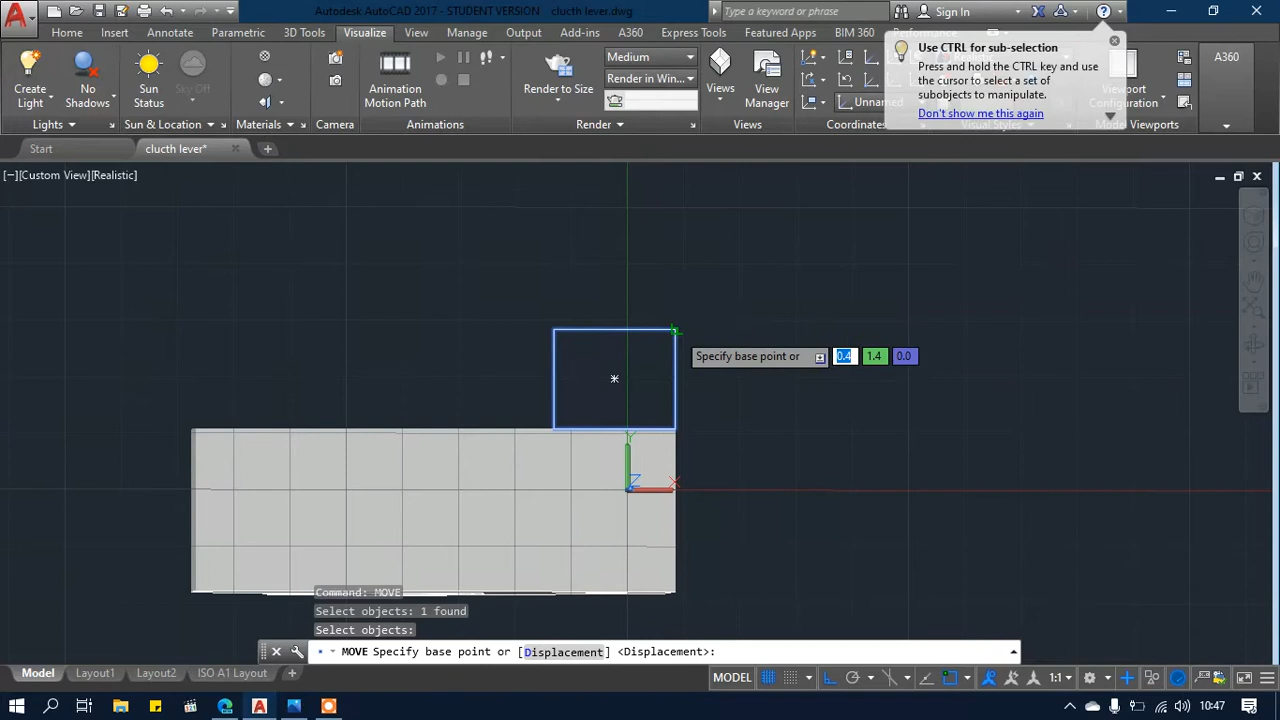 Autodesk AutoCAD 2017 - STUDENT VERSION clucth lever.dwg
Type a keyword or phrase
Sign In
Home Insert Annotate Parametric 3D Tools Visualize View Manage Output Add-ins A360 Express Tools Featured Apps BIM 360 Performance
Use CTRL for sub-selection
Press and hold the CTRL key and use
the cursor to select a set of
subobjects to manipulate.
Don't show me this again
Create
Light
No
Shadows
Sun
Status
Sky Off
Animation
Motion Path
Render to Size
Medium
Render in Win...
Views
View
Manager
Unnamed
Viewport
Configuration
A360
Lights Sun & Location Materials Camera Animations Render Views Coordinates Visual Styles Model Viewports
Start clucth lever*
[−][Custom View][Realistic]
Specify base point or 0.4 1.4 0.0
Y
Z
X
Command: MOVE
Select objects: 1 found
Select objects:
MOVE Specify base point or [Displacement] <Displacement>:
Model Layout1 Layout2 ISO A1 Layout
MODEL
1:1
10:47